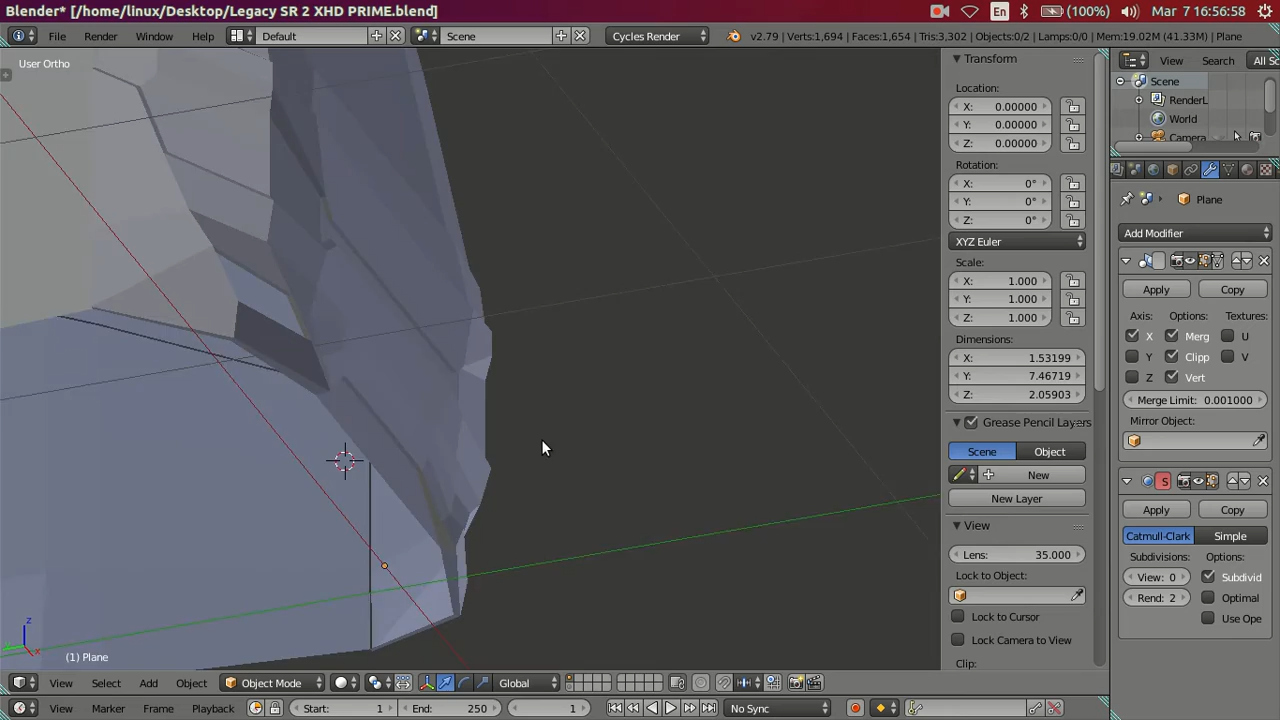 Blender* [/home/linux/Desktop/Legacy SR 2 XHD PRIME.blend]
En
(100%)
Mar 7 16:56:58
File
Render
Window
Help
Default
Scene
Cycles Render
v2.79 | Verts:1,694 | Faces:1,654 | Tris:3,302 | Objects:0/2 | Lamps:0/0 | Mem:19.02M (41.33M) | Plane
User Ortho
(1) Plane
z
y
x
View
Select
Add
Object
Object Mode
Global
View
Marker
Frame
Playback
Start: 1
End: 250
1
No Sync
Transform
Location:
X: 0.00000
Y: 0.00000
Z: 0.00000
Rotation:
X: 0°
Y: 0°
Z: 0°
XYZ Euler
Scale:
X: 1.000
Y: 1.000
Z: 1.000
Dimensions:
X: 1.53199
Y: 7.46719
Z: 2.05903
Grease Pencil Layers
Scene
Object
New
New Layer
View
Lens: 35.000
Lock to Object:
Lock to Cursor
Lock Camera to View
Clip:
View
Search
All Sc
Scene
RenderL
World
Camera
Plane
Add Modifier
Apply
Copy
Axis:
Options:
Textures:
X
Merg
U
Y
Clipp
V
Z
Vert
Merge Limit: 0.001000
Mirror Object:
S
Apply
Copy
Catmull-Clark
Simple
Subdivisions:
Options:
View: 0
Subdivid
Rend: 2
Optimal
Use Ope